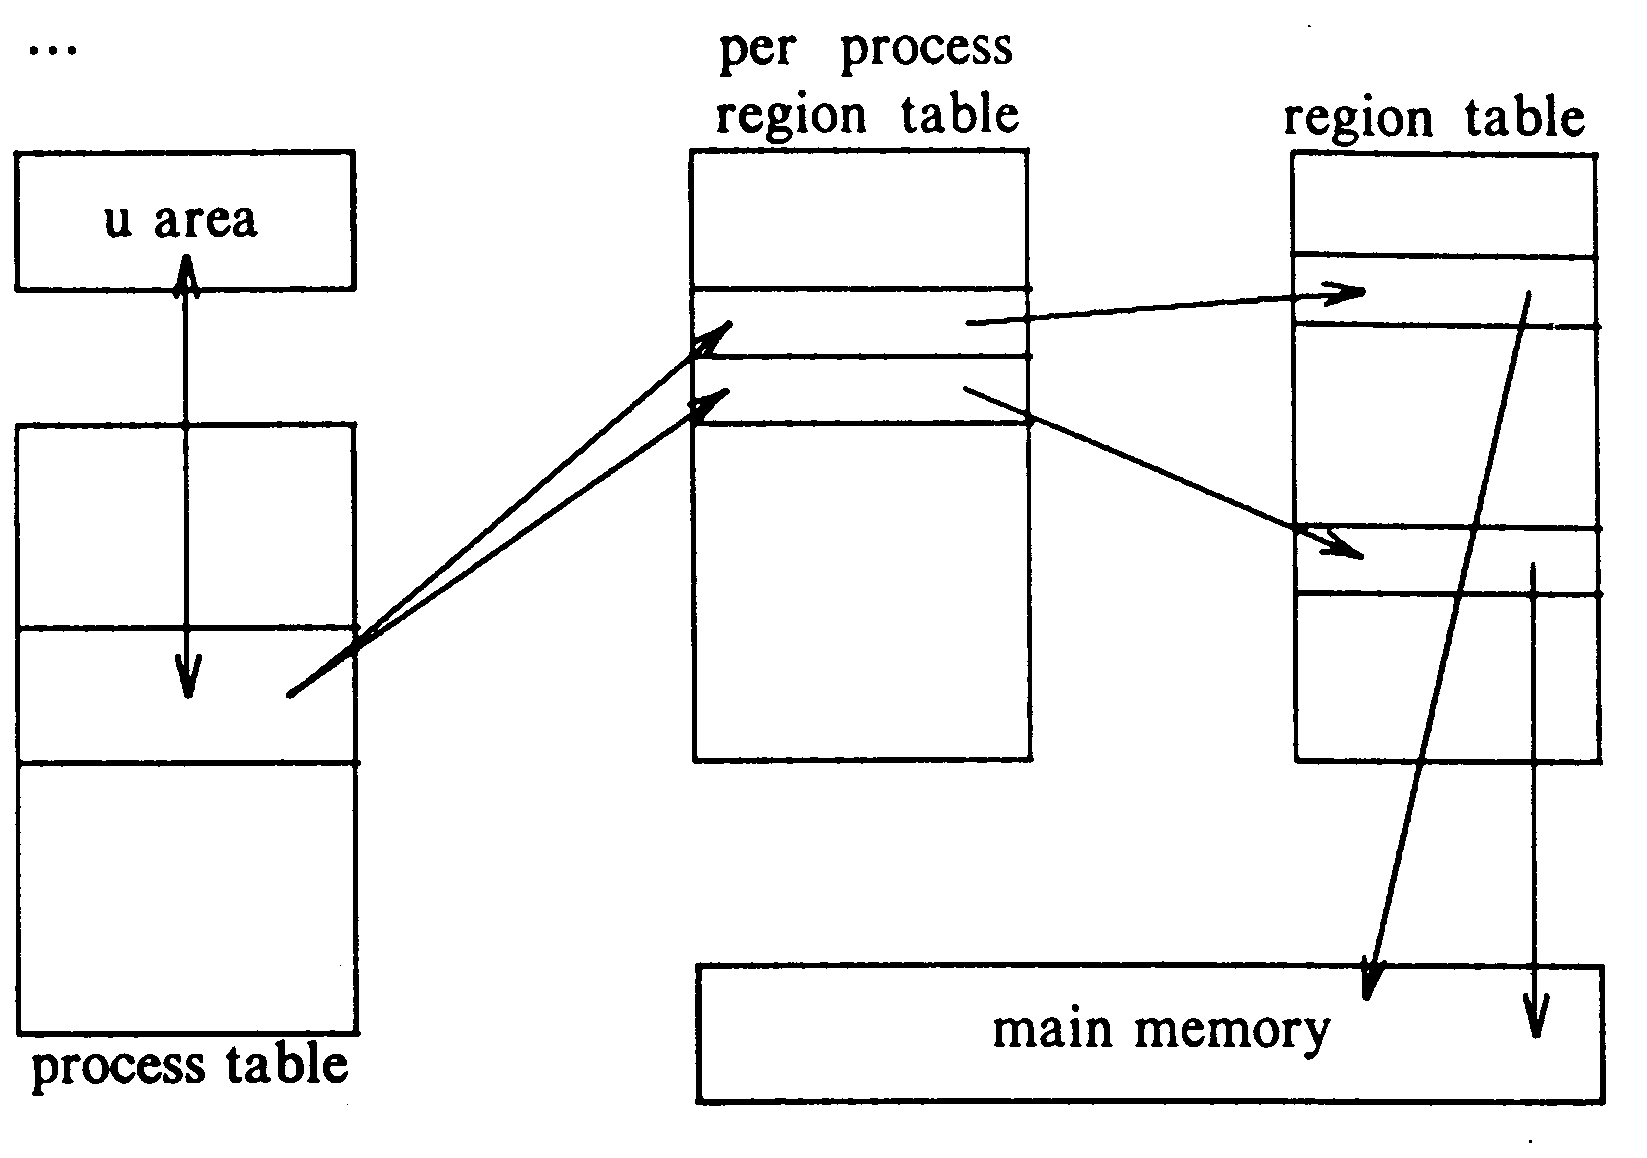 ...
per process
region table
region table
u area
process table
main memory